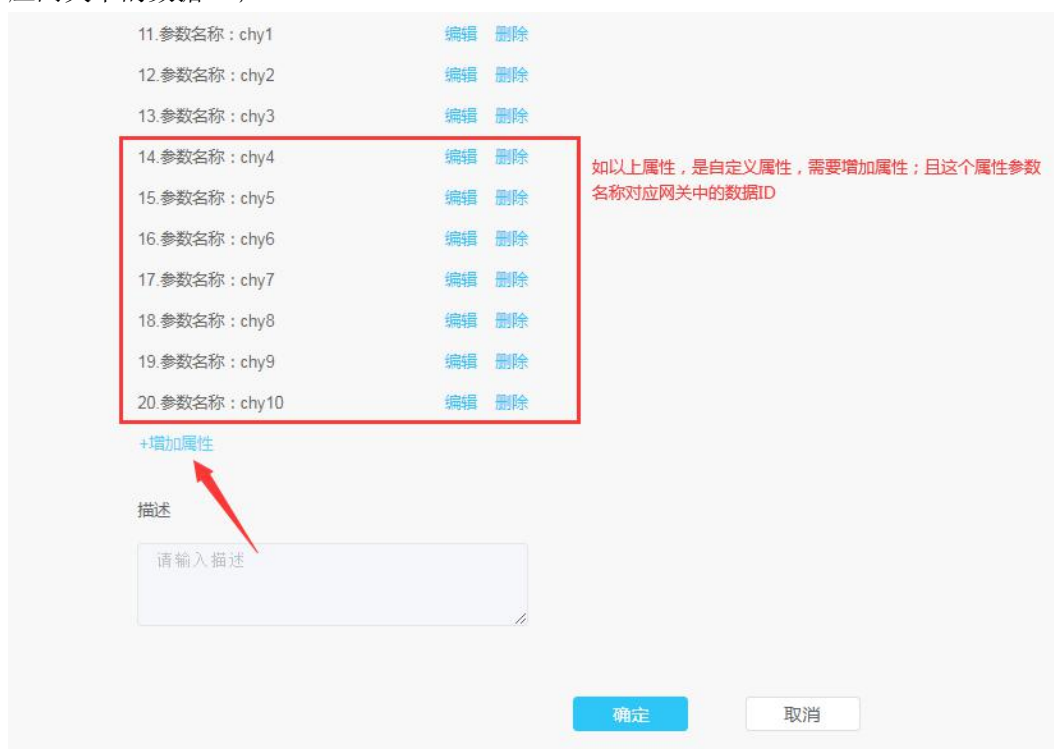 11.参数名称：chy1 编辑 删除
12.参数名称：chy2 编辑 删除
13.参数名称：chy3 编辑 删除
14.参数名称：chy4 编辑 删除
15.参数名称：chy5 编辑 删除
16.参数名称：chy6 编辑 删除
17.参数名称：chy7 编辑 删除
18.参数名称：chy8 编辑 删除
19.参数名称：chy9 编辑 删除
20.参数名称：chy10 编辑 删除
如以上属性，是自定义属性，需要增加属性；且这个属性参数
名称对应网关中的数据ID
+增加属性
描述
请输入描述
确定 取消